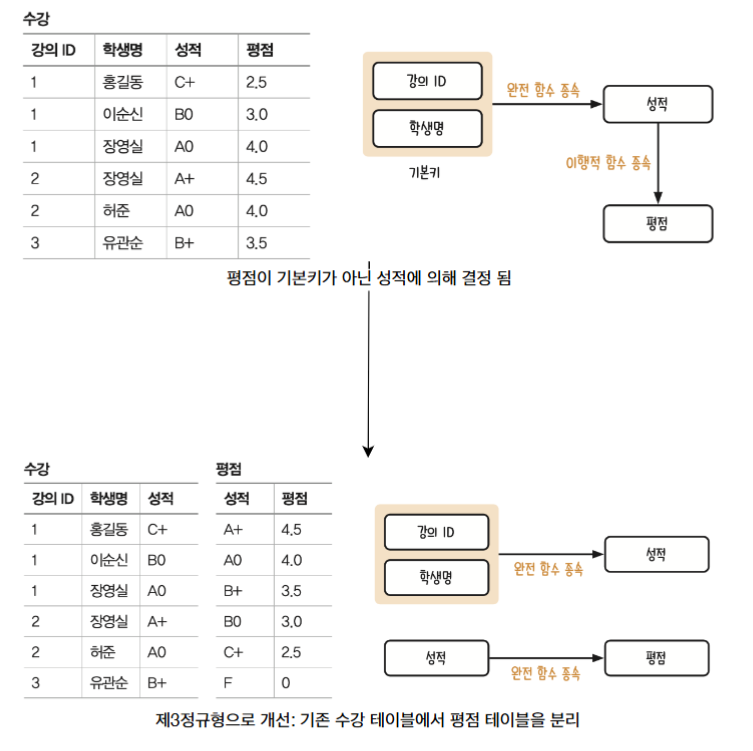 수강
강의 ID 학생명 성적 평점
1 홍길동 C+ 2.5
1 이순신 B0 3.0
1 장영실 A0 4.0
2 장영실 A+ 4.5
2 허준 A0 4.0
3 유관순 B+ 3.5
강의 ID
학생명
기본키
완전 함수 종속
성적
이행적 함수 종속
평점
평점이 기본키가 아닌 성적에 의해 결정 됨
수강
강의 ID 학생명 성적
1 홍길동 C+
1 이순신 B0
1 장영실 A0
2 장영실 A+
2 허준 A0
3 유관순 B+
평점
성적 평점
A+ 4.5
A0 4.0
B+ 3.5
B0 3.0
C+ 2.5
F 0
강의 ID
학생명
완전 함수 종속
성적
성적
완전 함수 종속
평점
제3정규형으로 개선: 기존 수강 테이블에서 평점 테이블을 분리